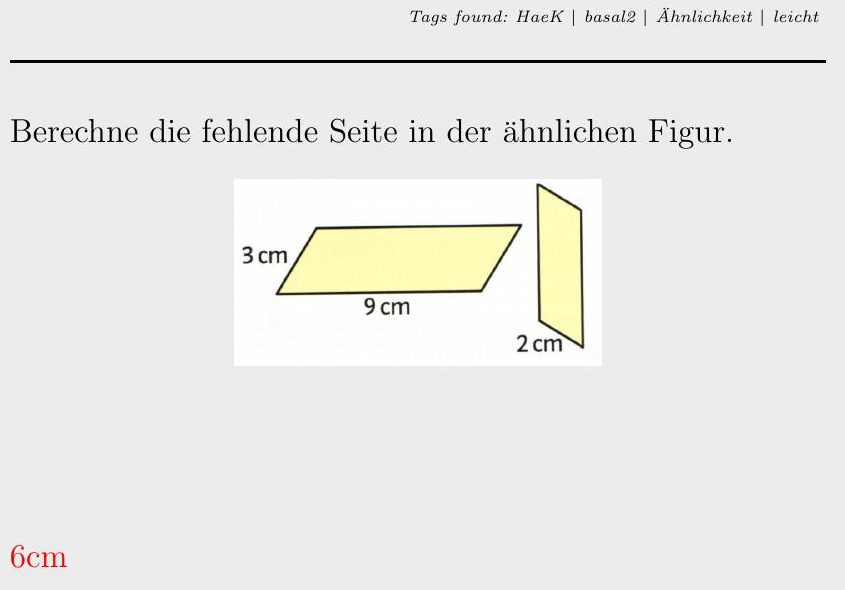 Tags found: HaeK | basal2 | Ähnlichkeit | leicht
Berechne die fehlende Seite in der ähnlichen Figur.
3 cm
9 cm
2 cm
6cm